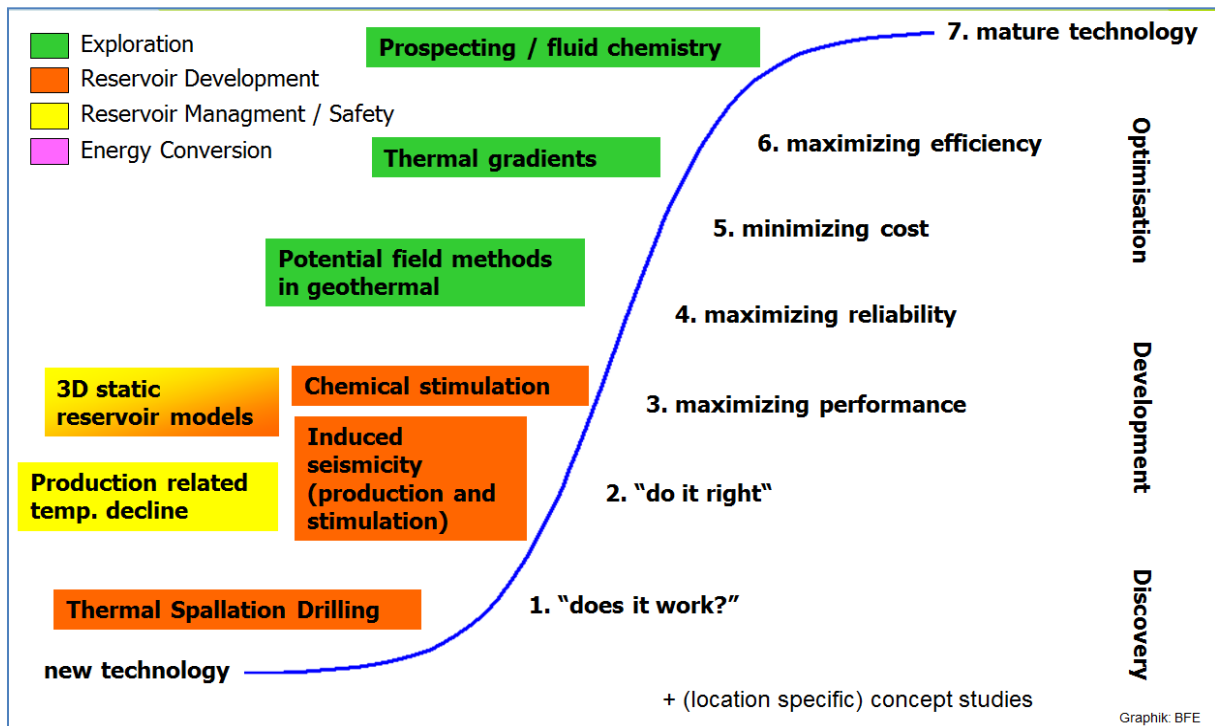 Exploration
Reservoir Development
Reservoir Managment / Safety
Energy Conversion
Prospecting / fluid chemistry
7. mature technology
Thermal gradients
6. maximizing efficiency
Optimisation
5. minimizing cost
Potential field methods
in geothermal
4. maximizing reliability
3D static
reservoir models
Chemical stimulation
3. maximizing performance
Development
Induced
seismicity
(production and
stimulation)
Production related
temp. decline
2. “do it right“
Thermal Spallation Drilling
1. “does it work?”
Discovery
new technology
+ (location specific) concept studies
Graphik: BFE